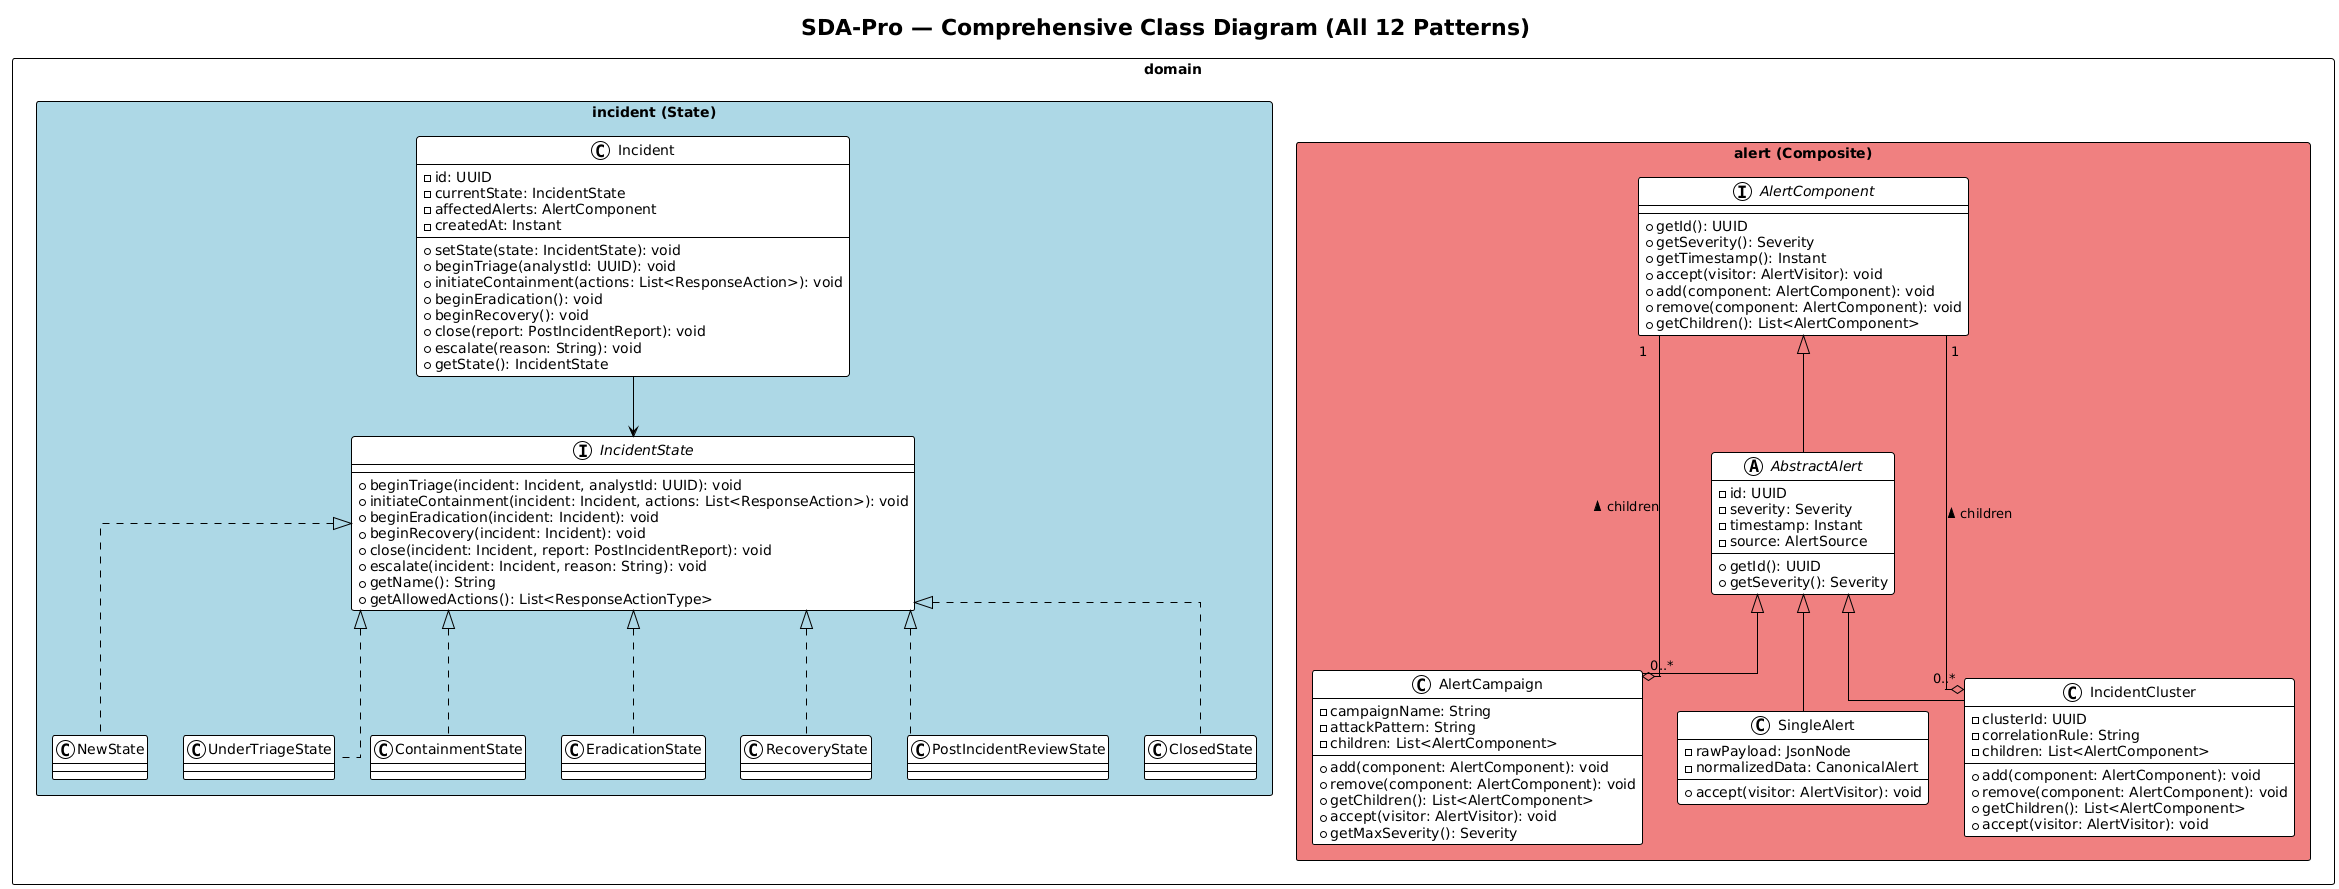 SDA-Pro — Comprehensive Class Diagram (All 12 Patterns)
domain
incident (State)
C Incident
id: UUID
currentState: IncidentState
affectedAlerts: AlertComponent
createdAt: Instant
setState(state: IncidentState): void
beginTriage(analystId: UUID): void
initiateContainment(actions: List<ResponseAction>): void
beginEradication(): void
beginRecovery(): void
close(report: PostIncidentReport): void
escalate(reason: String): void
getState(): IncidentState
I IncidentState
beginTriage(incident: Incident, analystId: UUID): void
initiateContainment(incident: Incident, actions: List<ResponseAction>): void
beginEradication(incident: Incident): void
beginRecovery(incident: Incident): void
close(incident: Incident, report: PostIncidentReport): void
escalate(incident: Incident, reason: String): void
getName(): String
getAllowedActions(): List<ResponseActionType>
C NewState
C UnderTriageState
C ContainmentState
C EradicationState
C RecoveryState
C PostIncidentReviewState
C ClosedState
alert (Composite)
I AlertComponent
getId(): UUID
getSeverity(): Severity
getTimestamp(): Instant
accept(visitor: AlertVisitor): void
add(component: AlertComponent): void
remove(component: AlertComponent): void
getChildren(): List<AlertComponent>
1
1
A AbstractAlert
id: UUID
severity: Severity
timestamp: Instant
source: AlertSource
getId(): UUID
getSeverity(): Severity
children
children
0..*
0..*
C AlertCampaign
campaignName: String
attackPattern: String
children: List<AlertComponent>
add(component: AlertComponent): void
remove(component: AlertComponent): void
getChildren(): List<AlertComponent>
accept(visitor: AlertVisitor): void
getMaxSeverity(): Severity
C SingleAlert
rawPayload: JsonNode
normalizedData: CanonicalAlert
accept(visitor: AlertVisitor): void
C IncidentCluster
clusterId: UUID
correlationRule: String
children: List<AlertComponent>
add(component: AlertComponent): void
remove(component: AlertComponent): void
getChildren(): List<AlertComponent>
accept(visitor: AlertVisitor): void